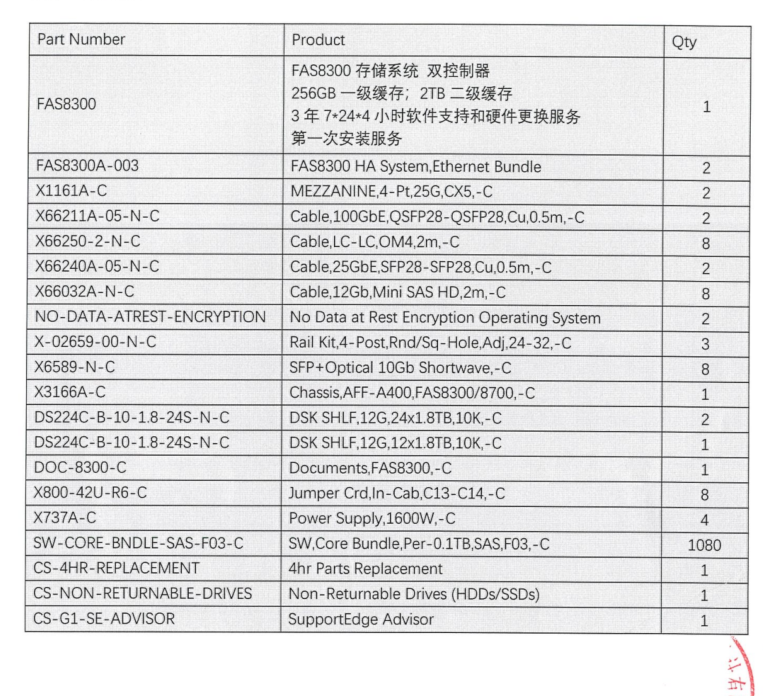 Part Number Product Qty
FAS8300 存储系统 双控制器
256GB 一级缓存；2TB 二级缓存
FAS8300 1
3 年 7*24*4 小时软件支持和硬件更换服务
第一次安装服务
FAS8300A-003 FAS8300 HA System,Ethernet Bundle 2
X1161A-C MEZZANINE,4-Pt,25G,CX5,-C 2
X66211A-05-N-C Cable,100GbE,QSFP28-QSFP28,Cu,0.5m,-C 2
X66250-2-N-C Cable,LC-LC,OM4,2m,-C 8
X66240A-05-N-C Cable,25GbE,SFP28-SFP28,Cu,0.5m,-C 2
X66032A-N-C Cable,12Gb,Mini SAS HD,2m,-C 8
NO-DATA-ATREST-ENCRYPTION No Data at Rest Encryption Operating System 2
X-02659-00-N-C Rail Kit,4-Post,Rnd/Sq-Hole,Adj,24-32,-C 3
X6589-N-C SFP+Optical 10Gb Shortwave,-C 8
X3166A-C Chassis,AFF-A400,FAS8300/8700,-C 1
DS224C-B-10-1.8-24S-N-C DSK SHLF,12G,24x1.8TB,10K,-C 2
DS224C-B-10-1.8-24S-N-C DSK SHLF,12G,12x1.8TB,10K,-C 1
DOC-8300-C Documents,FAS8300,-C 1
X800-42U-R6-C Jumper Crd,In-Cab,C13-C14,-C 8
X737A-C Power Supply,1600W,-C 4
SW-CORE-BNDLE-SAS-F03-C SW,Core Bundle,Per-0.1TB,SAS,F03,-C 1080
CS-4HR-REPLACEMENT 4hr Parts Replacement 1
CS-NON-RETURNABLE-DRIVES Non-Returnable Drives (HDDs/SSDs) 1
CS-G1-SE-ADVISOR SupportEdge Advisor 1